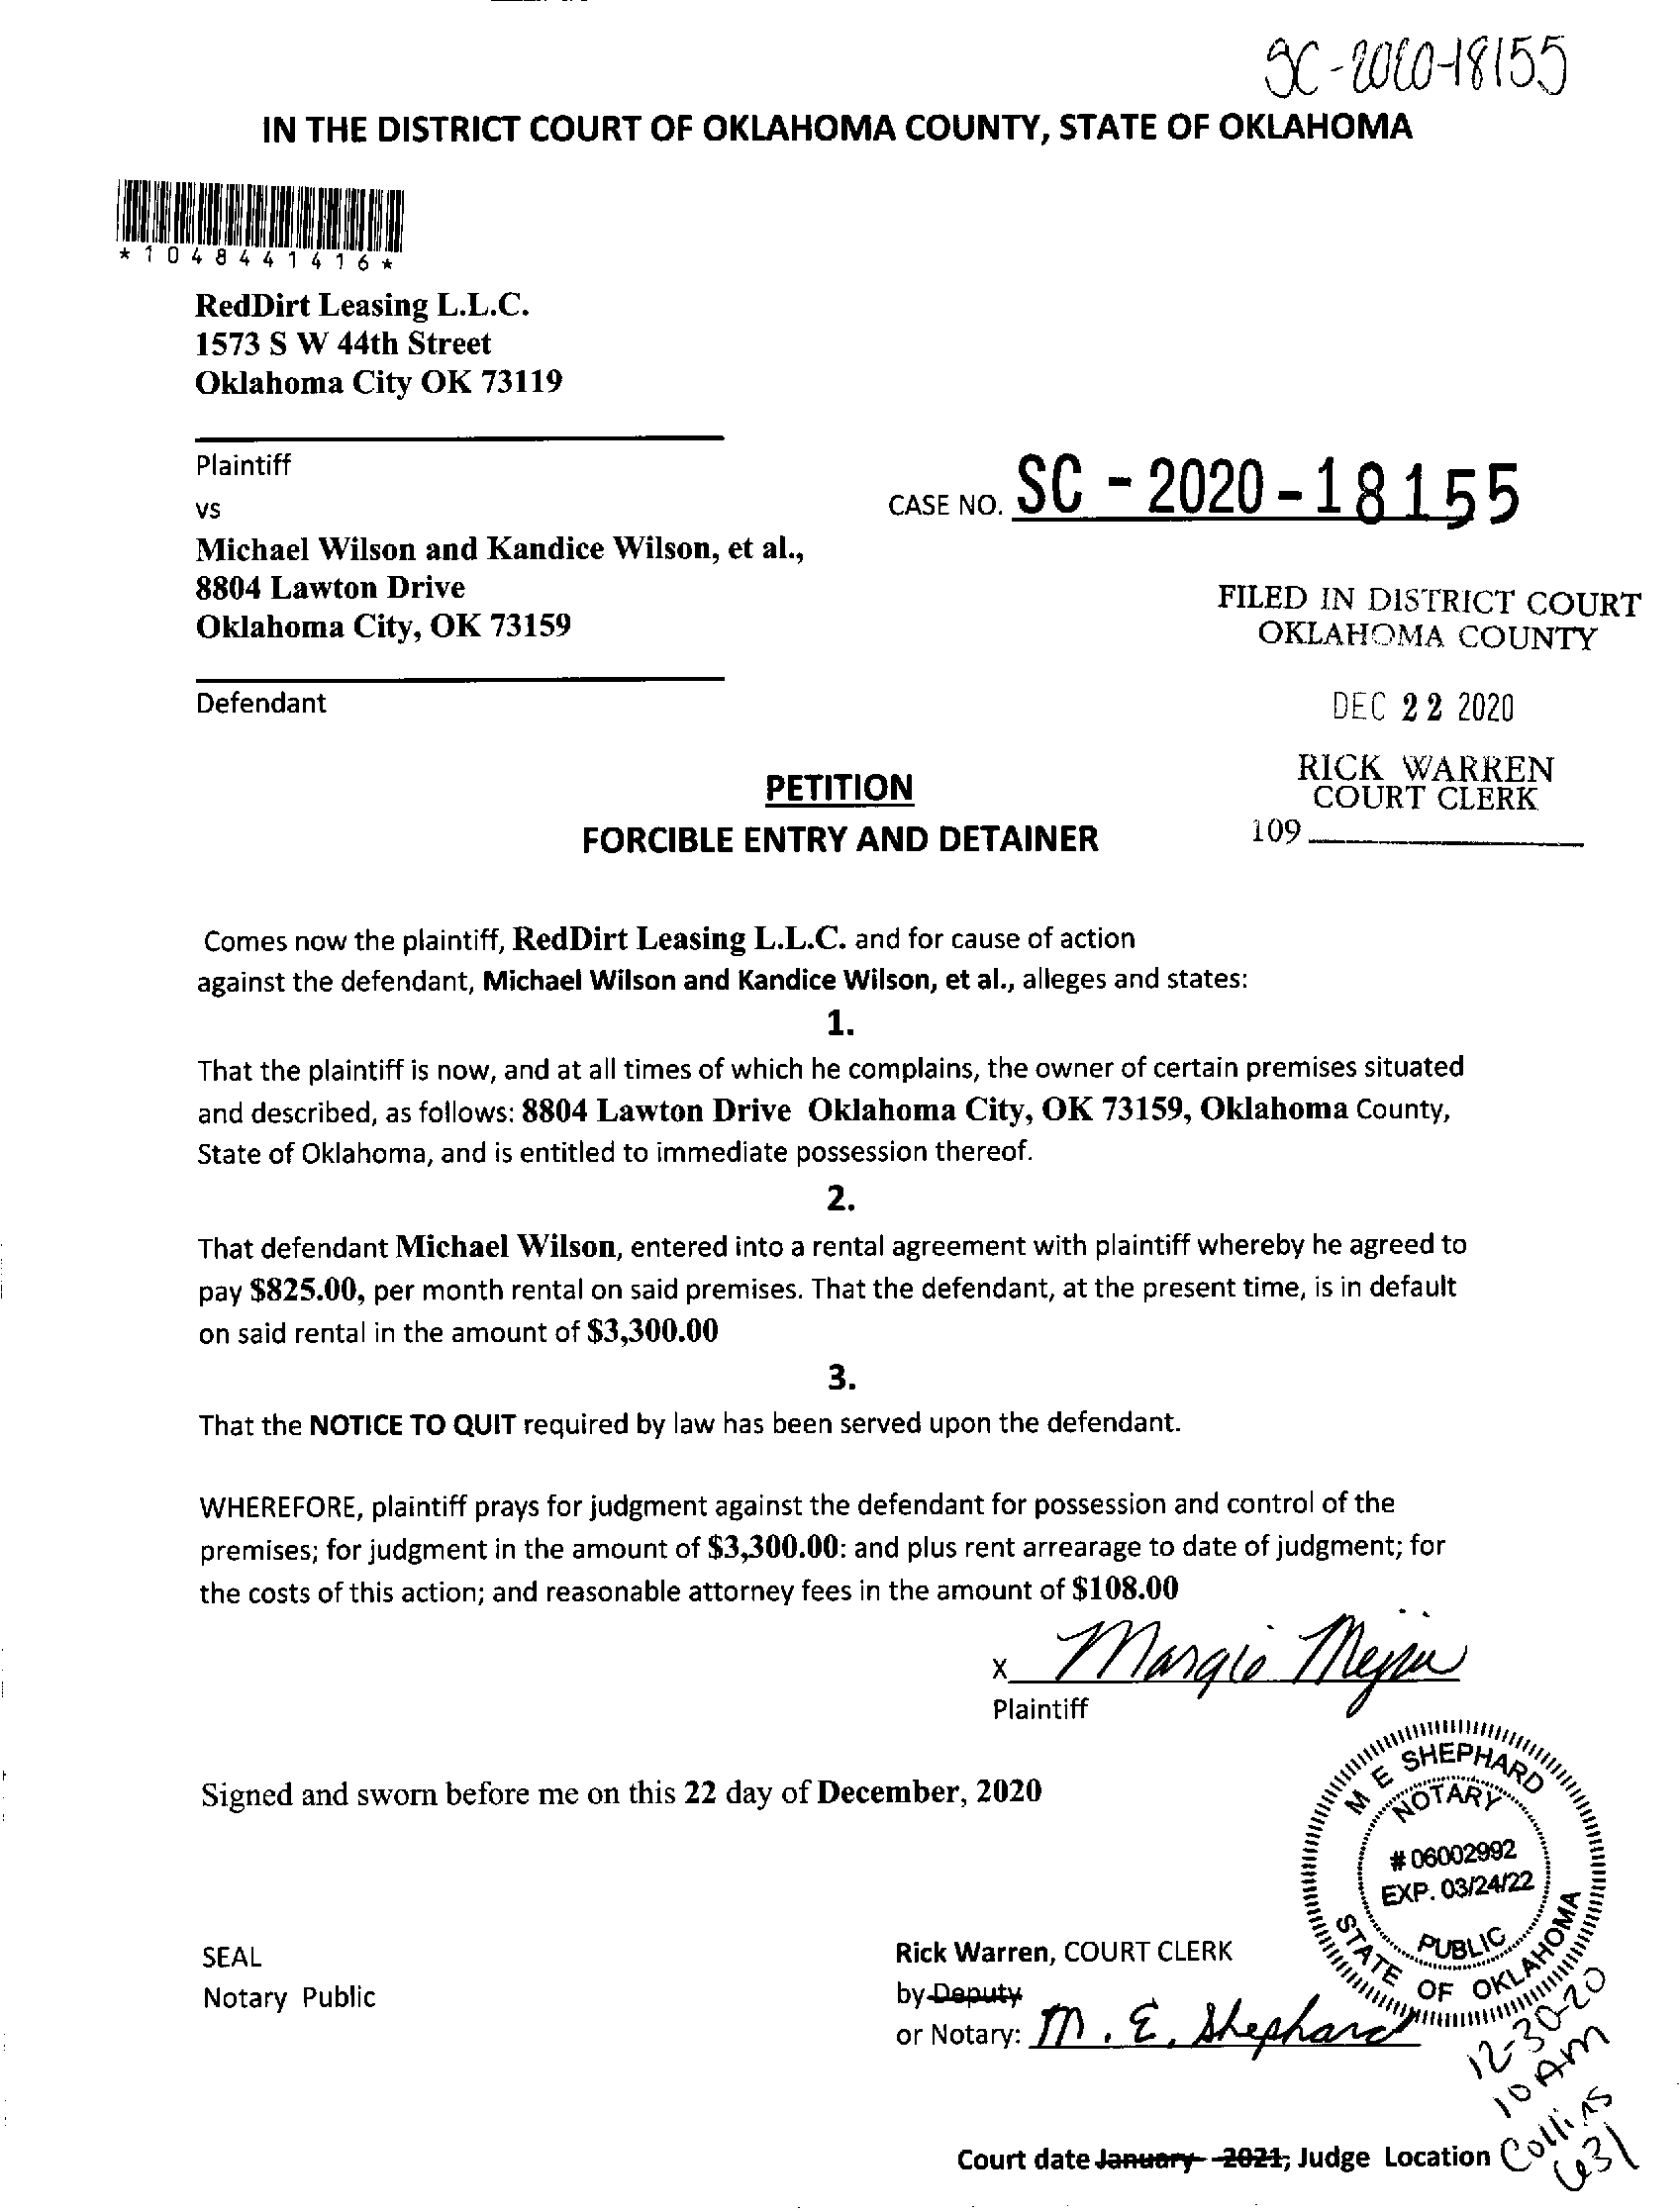 SC-2020-18155
IN THE DISTRICT COURT OF OKLAHOMA COUNTY, STATE OF OKLAHOMA
*1048441416*
RedDirt Leasing L.L.C.
1573 S W 44th Street
Oklahoma City OK 73119
Plaintiff
vs
CASE NO. SC - 2020 - 18155
Michael Wilson and Kandice Wilson, et al.,
8804 Lawton Drive
Oklahoma City, OK 73159
Defendant
FILED IN DISTRICT COURT
OKLAHOMA COUNTY
DEC 22 2020
RICK WARREN
COURT CLERK
109
PETITION
FORCIBLE ENTRY AND DETAINER
Comes now the plaintiff, RedDirt Leasing L.L.C. and for cause of action
against the defendant, Michael Wilson and Kandice Wilson, et al., alleges and states:
1.
That the plaintiff is now, and at all times of which he complains, the owner of certain premises situated
and described, as follows: 8804 Lawton Drive Oklahoma City, OK 73159, Oklahoma County,
State of Oklahoma, and is entitled to immediate possession thereof.
2.
That defendant Michael Wilson, entered into a rental agreement with plaintiff whereby he agreed to
pay $825.00, per month rental on said premises. That the defendant, at the present time, is in default
on said rental in the amount of $3,300.00
3.
That the NOTICE TO QUIT required by law has been served upon the defendant.
WHEREFORE, plaintiff prays for judgment against the defendant for possession and control of the
premises; for judgment in the amount of $3,300.00: and plus rent arrearage to date of judgment; for
the costs of this action; and reasonable attorney fees in the amount of $108.00
x Margie Mejia
Plaintiff
Signed and sworn before me on this 22 day of December, 2020
M E SHEPHARD
NOTARY
# 06002992
EXP. 03/24/22
PUBLIC
STATE OF OKLAHOMA
SEAL
Notary Public
Rick Warren, COURT CLERK
by Deputy
or Notary: M. E. Shephard
12-30-20
10 AM
Collins
631
Court date January 2021; Judge Location